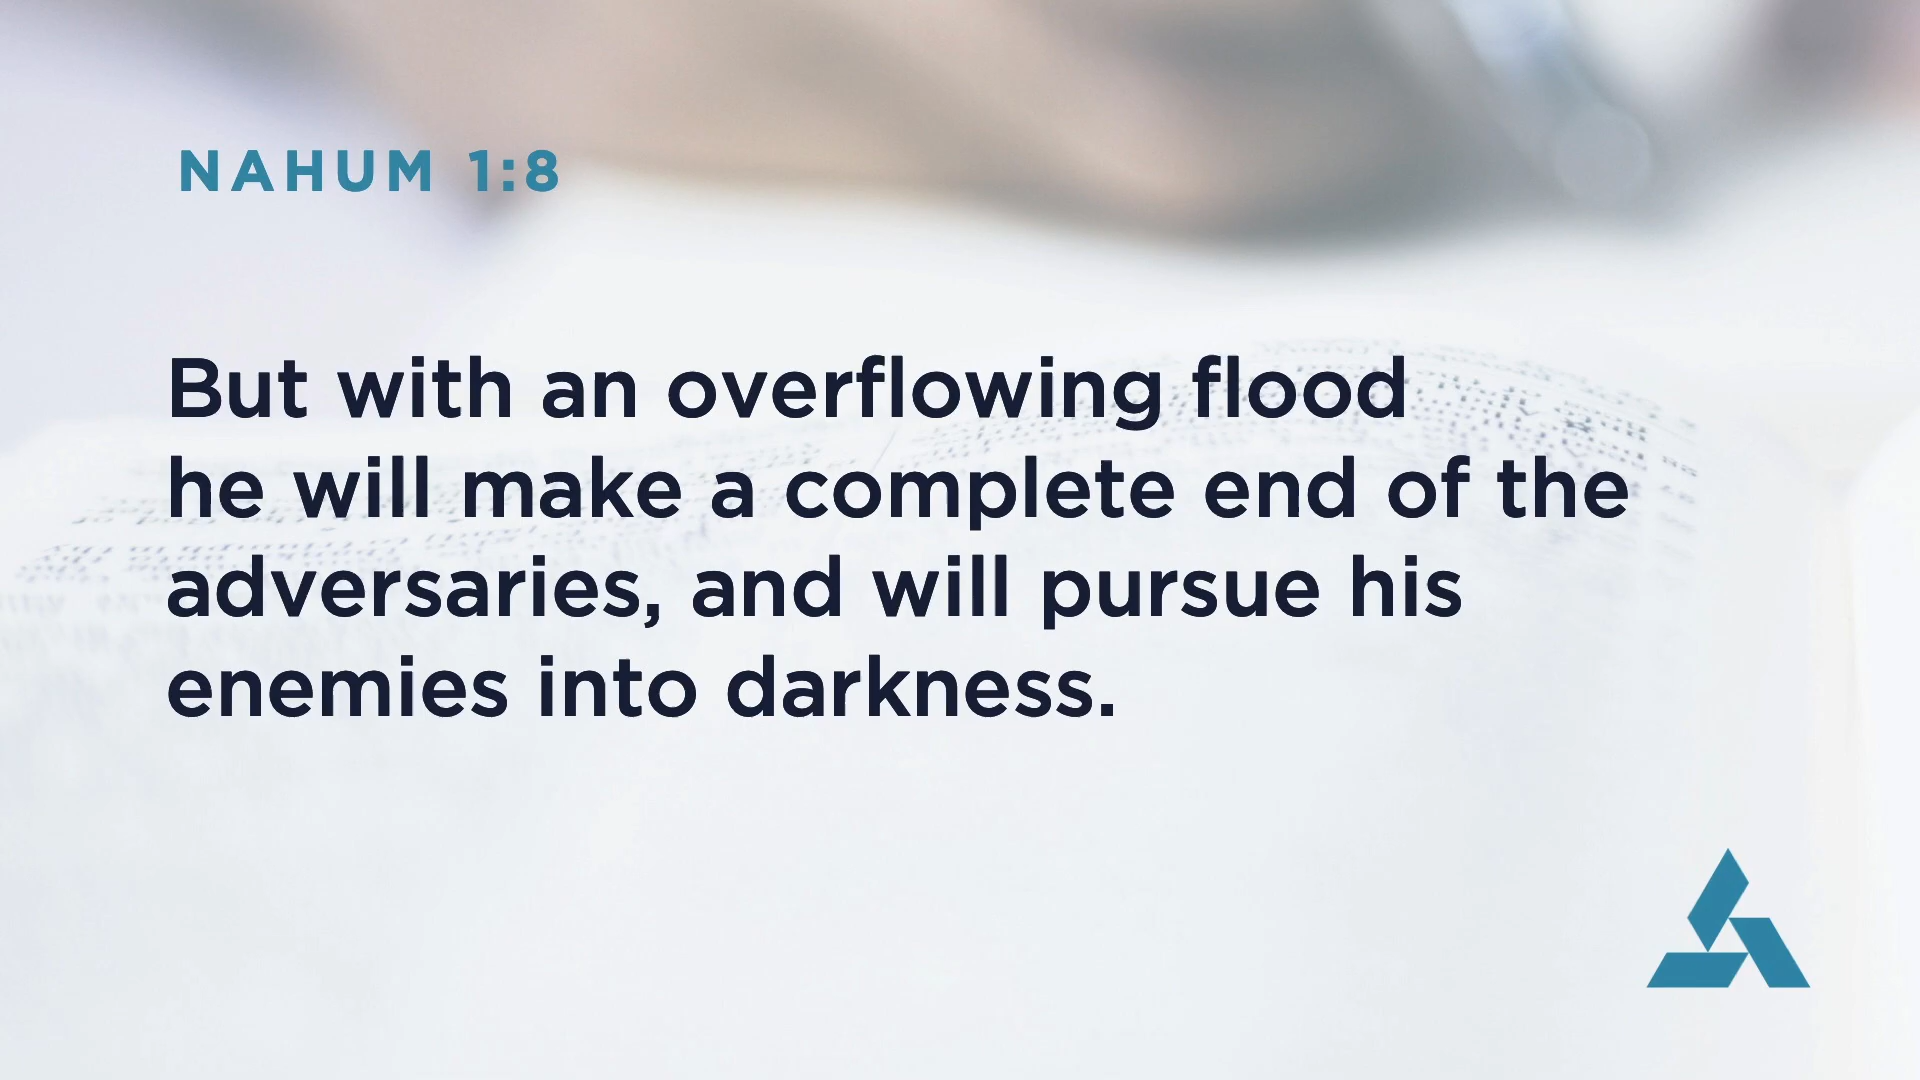 NAHUM 1:8
But with an overflowing flood
he will make a complete end of the
adversaries, and will pursue his
enemies into darkness.